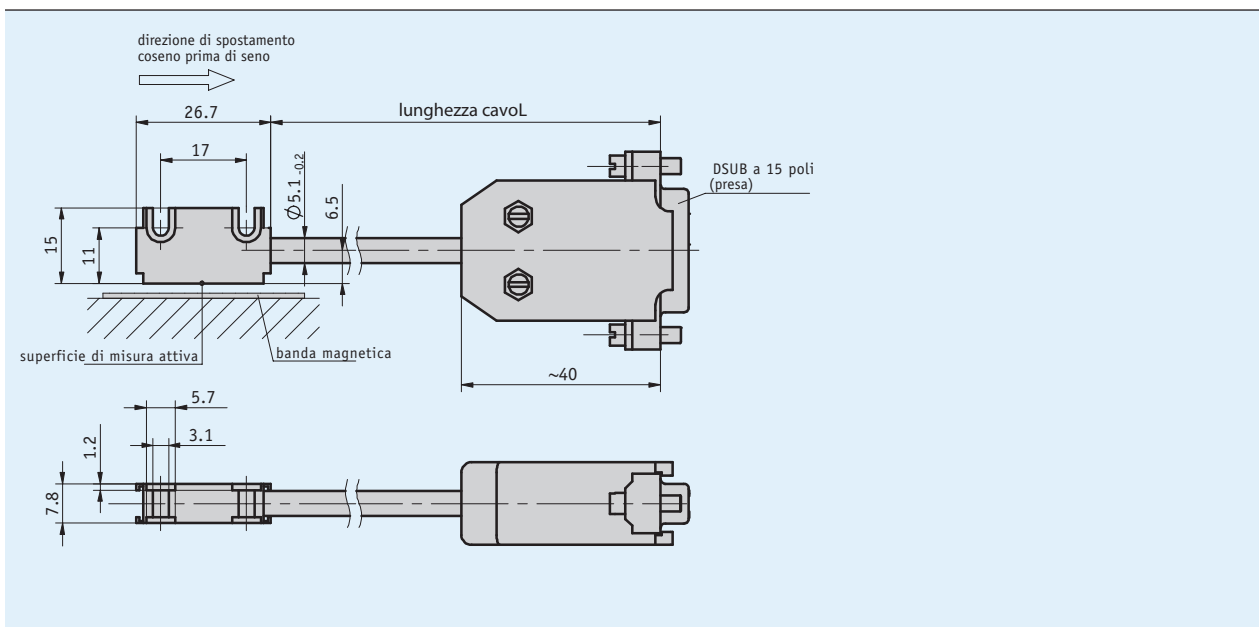 direzione di spostamento
coseno prima di seno
26.7
lunghezza cavoL
17
DSUB a 15 poli
(presa)
Ø5.1 -0.2
6.5
15
11
superficie di misura attiva
banda magnetica
~40
5.7
3.1
1.2
7.8